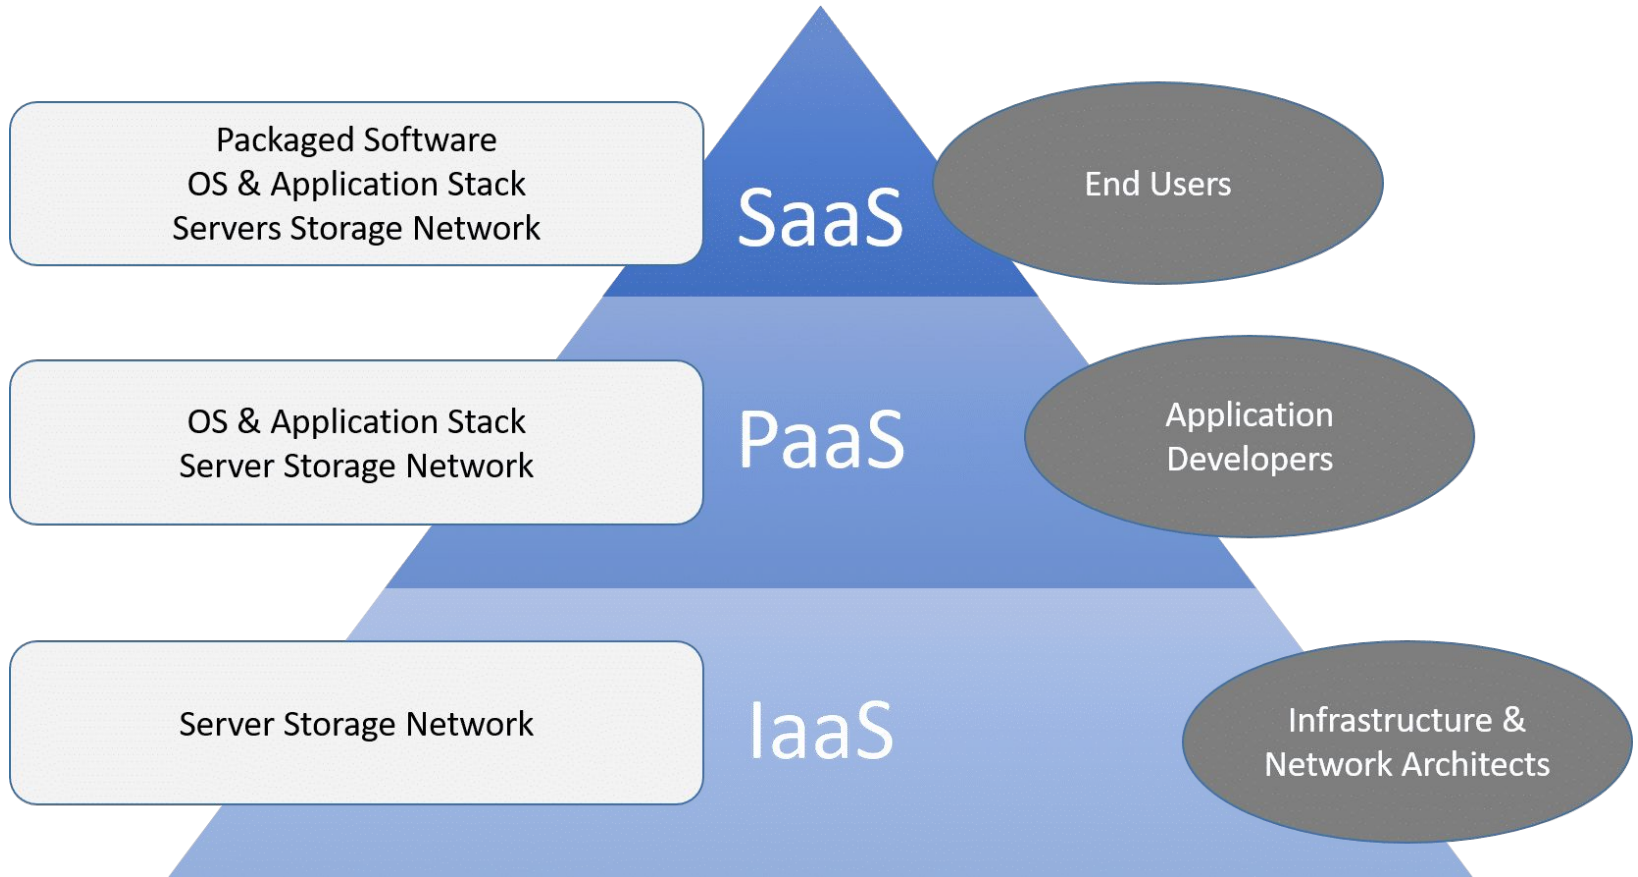 Packaged Software
OS & Application Stack
Servers Storage Network
SaaS
End Users
OS & Application Stack
Server Storage Network
PaaS
Application
Developers
Server Storage Network
IaaS
Infrastructure &
Network Architects